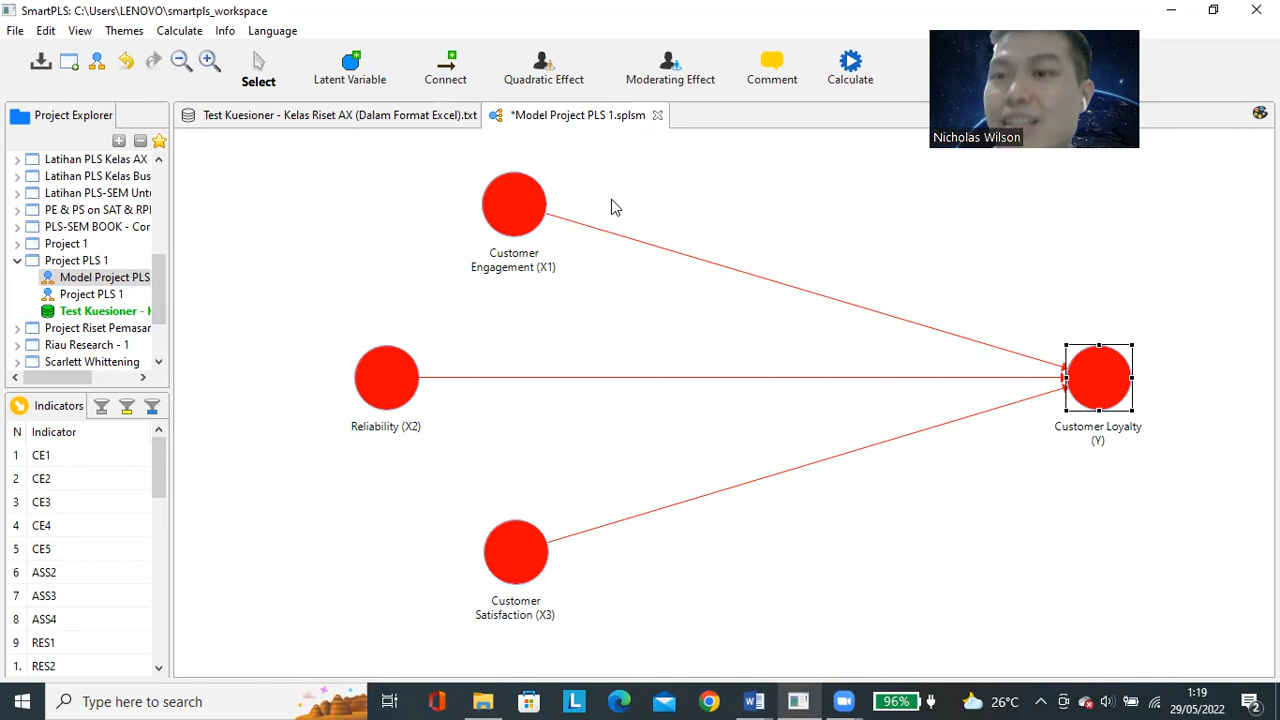 SmartPLS: C:\Users\LENOVO\smartpls_workspace
File Edit View Themes Calculate Info Language
Select
Latent Variable
Connect
Quadratic Effect
Moderating Effect
Comment
Calculate
Nicholas Wilson
Project Explorer
Test Kuesioner - Kelas Riset AX (Dalam Format Excel).txt
*Model Project PLS 1.splsm
Latihan PLS Kelas AX
Latihan PLS Kelas Bus
Latihan PLS-SEM Untu
PE & PS on SAT & RPI
PLS-SEM BOOK - Cor
Project 1
Project PLS 1
Model Project PLS
Project PLS 1
Test Kuesioner - K
Project Riset Pemasar
Riau Research - 1
Scarlett Whittening
Indicators
N Indicator
1 CE1
2 CE2
3 CE3
4 CE4
5 CE5
6 ASS2
7 ASS3
8 ASS4
9 RES1
1. RES2
Customer
Engagement (X1)
Reliability (X2)
Customer
Satisfaction (X3)
Customer Loyalty
(Y)
Type here to search
96%
26°C
1:19
29/05/2022
2